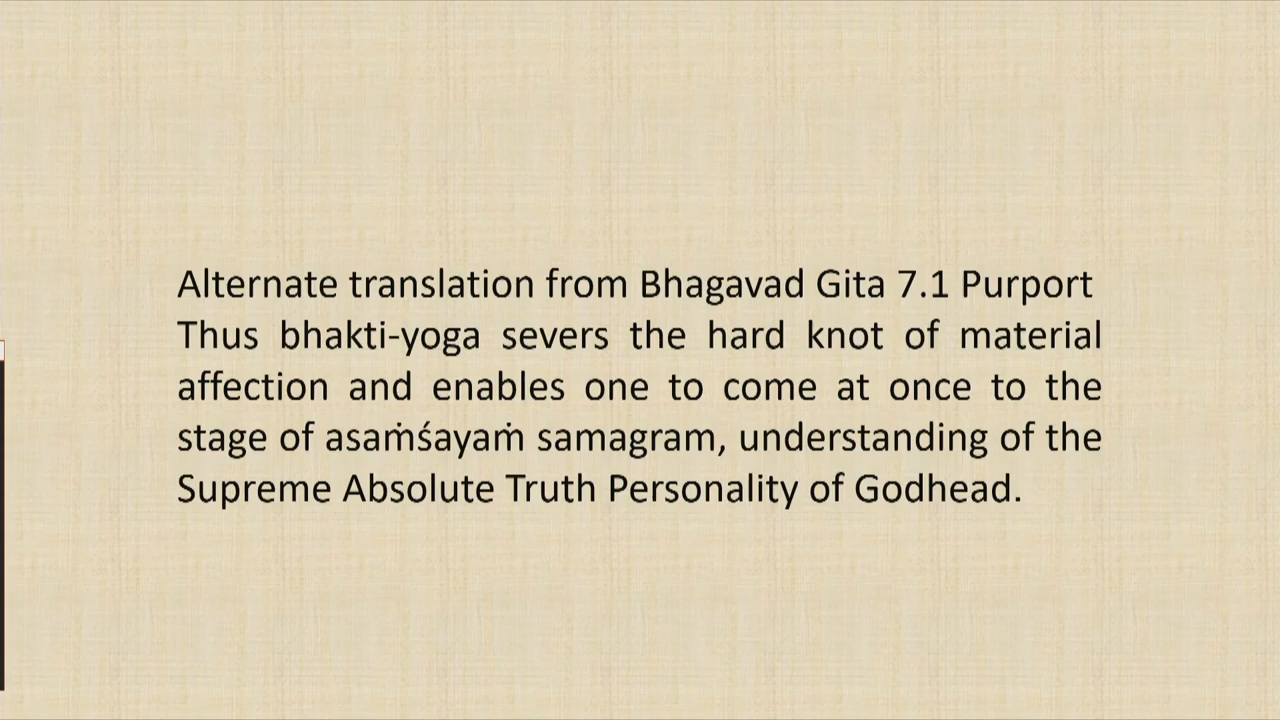 Alternate translation from Bhagavad Gita 7.1 Purport
Thus bhakti-yoga severs the hard knot of material
affection and enables one to come at once to the
stage of asaṁśayaṁ samagram, understanding of the
Supreme Absolute Truth Personality of Godhead.